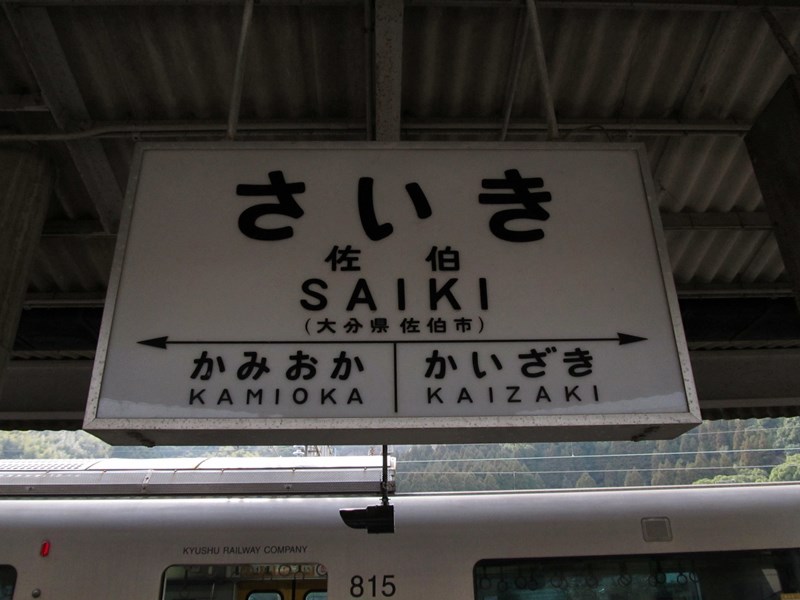 さいき
佐伯
SAIKI
(大分県佐伯市)
かみおか かいざき
KAMIOKA KAIZAKI
KYUSHU RAILWAY COMPANY
815